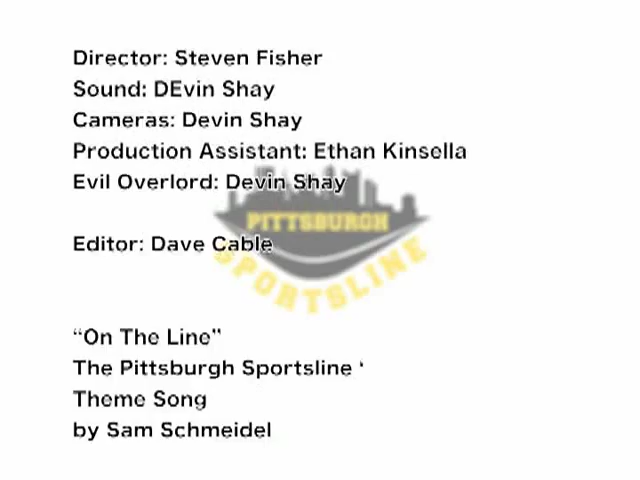 Director: Steven Fisher
Sound: DEvin Shay
Cameras: Devin Shay
Production Assistant: Ethan Kinsella
Evil Overlord: Devin Shay
PITTSBURGH
SPORTSLINE
Editor: Dave Cable
“On The Line”
The Pittsburgh Sportsline ‘
Theme Song
by Sam Schmeidel